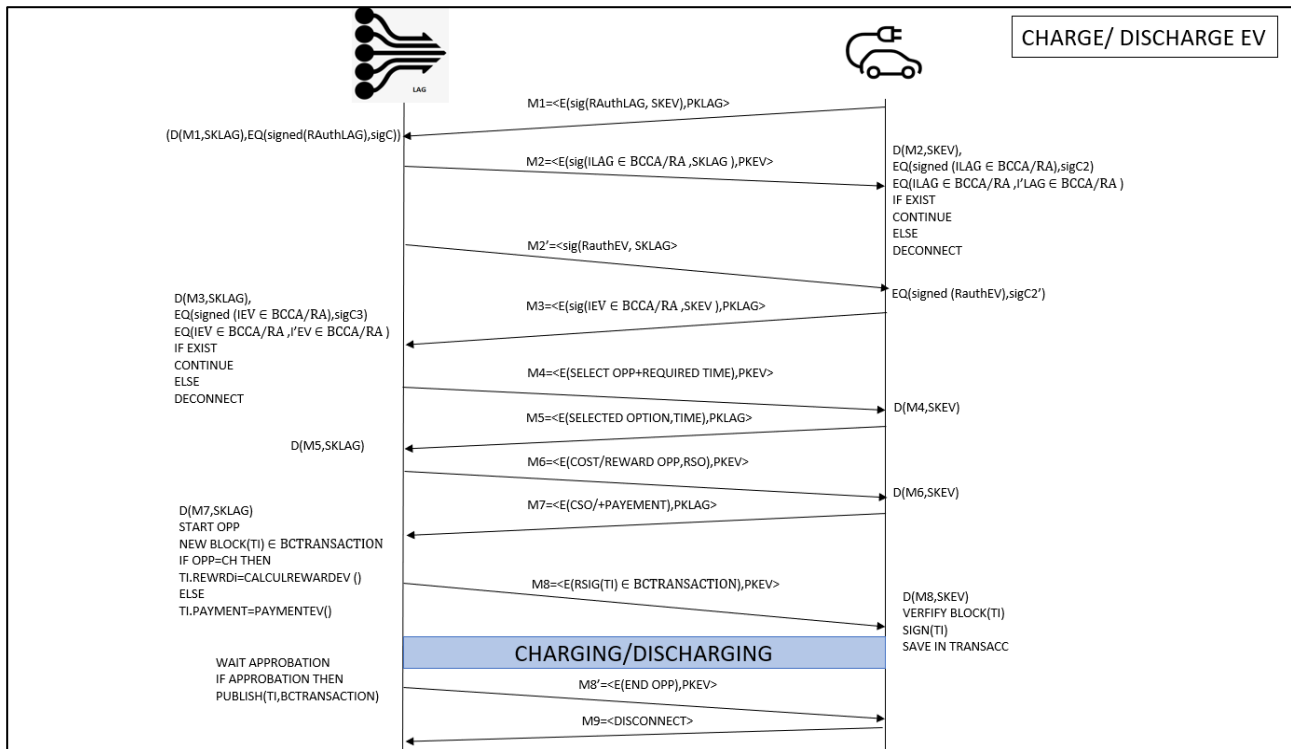 CHARGE/ DISCHARGE EV
LAG
M1=<E(sig(RAuthLAG, SKEV),PKLAG>
(D(M1,SKLAG),EQ(signed(RAuthLAG),sigC))
M2=<E(sig(ILAG ∈ BCCA/RA ,SKLAG ),PKEV>
D(M2,SKEV),
EQ(signed (ILAG ∈ BCCA/RA),sigC2)
EQ(ILAG ∈ BCCA/RA ,I'LAG ∈ BCCA/RA )
IF EXIST
CONTINUE
ELSE
DECONNECT
M2'=<sig(RauthEV, SKLAG>
EQ(signed (RauthEV),sigC2')
M3=<E(sig(IEV ∈ BCCA/RA ,SKEV ),PKLAG>
D(M3,SKLAG),
EQ(signed (IEV ∈ BCCA/RA),sigC3)
EQ(IEV ∈ BCCA/RA ,I'EV ∈ BCCA/RA )
IF EXIST
CONTINUE
ELSE
DECONNECT
M4=<E(SELECT OPP+REQUIRED TIME),PKEV>
D(M4,SKEV)
M5=<E(SELECTED OPTION,TIME),PKLAG>
D(M5,SKLAG)
M6=<E(COST/REWARD OPP,RSO),PKEV>
D(M6,SKEV)
M7=<E(CSO/+PAYEMENT),PKLAG>
D(M7,SKLAG)
START OPP
NEW BLOCK(TI) ∈ BCTRANSACTION
IF OPP=CH THEN
TI.REWRDi=CALCULREWARDEV ()
ELSE
TI.PAYMENT=PAYMENTEV()
M8=<E(RSIG(TI) ∈ BCTRANSACTION),PKEV>
D(M8,SKEV)
VERFIFY BLOCK(TI)
SIGN(TI)
SAVE IN TRANSACC
CHARGING/DISCHARGING
WAIT APPROBATION
IF APPROBATION THEN
PUBLISH(TI,BCTRANSACTION)
M8'=<E(END OPP),PKEV>
M9=<DISCONNECT>